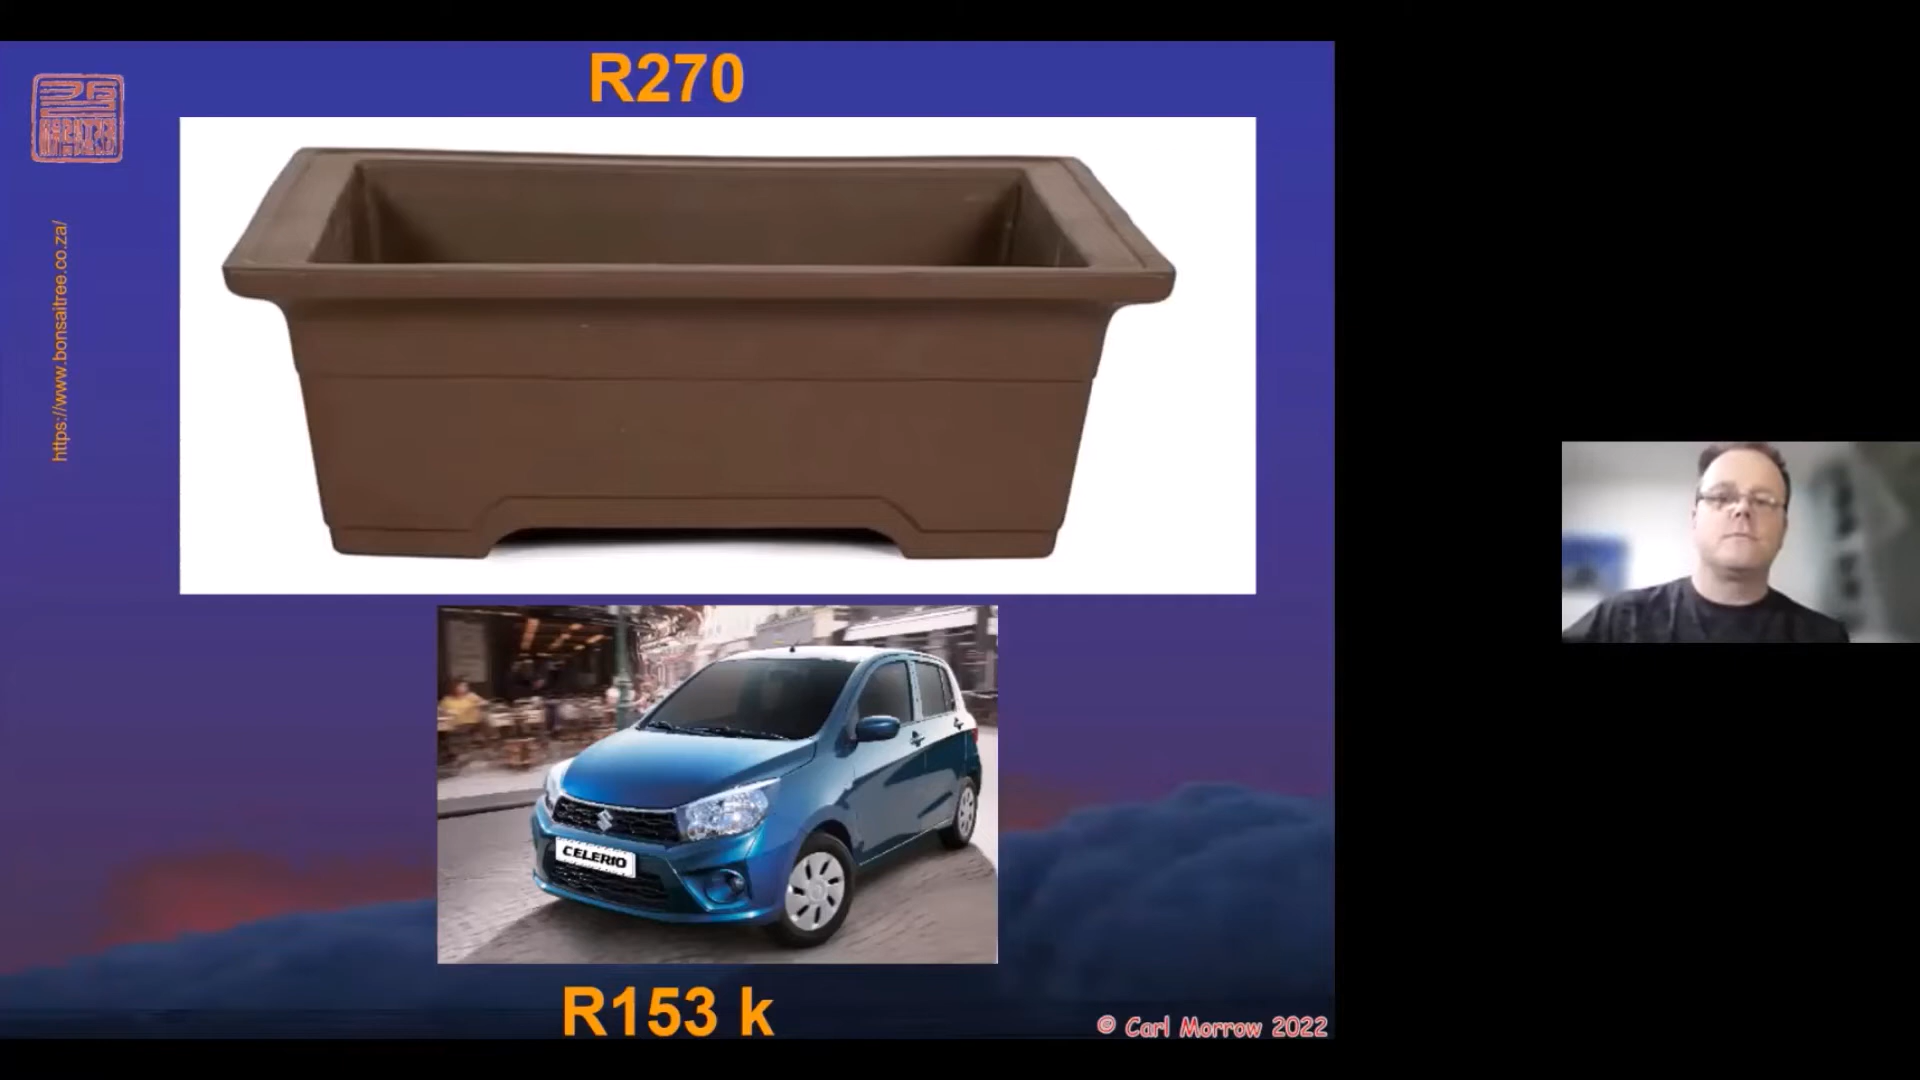 R270
https://www.bonsaitree.co.za/
CELERIO
R153 k
© Carl Morrow 2022